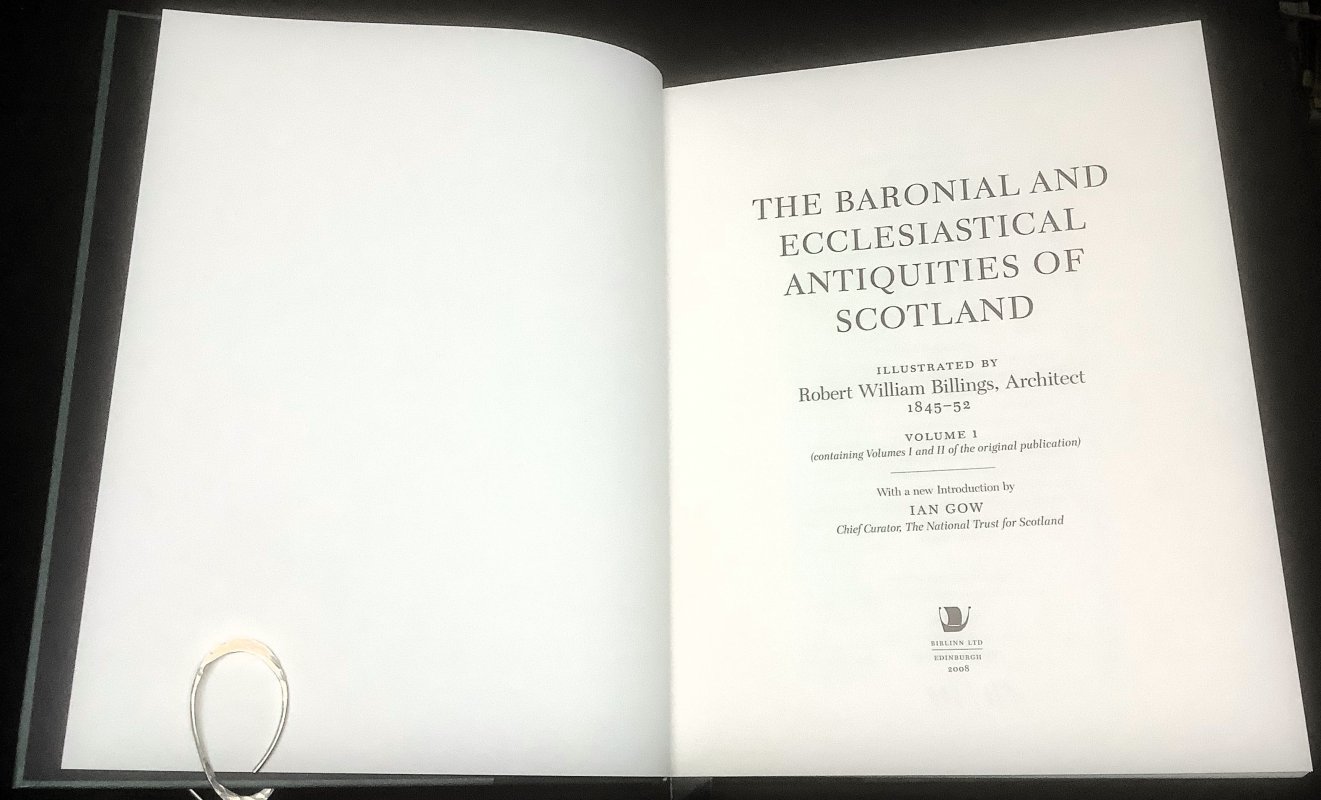 THE BARONIAL AND
ECCLESIASTICAL
ANTIQUITIES OF
SCOTLAND
ILLUSTRATED BY
Robert William Billings, Architect
1845–52
VOLUME 1
(containing Volumes I and II of the original publication)
With a new Introduction by
IAN GOW
Chief Curator, The National Trust for Scotland
BIRLINN LTD
EDINBURGH
2008